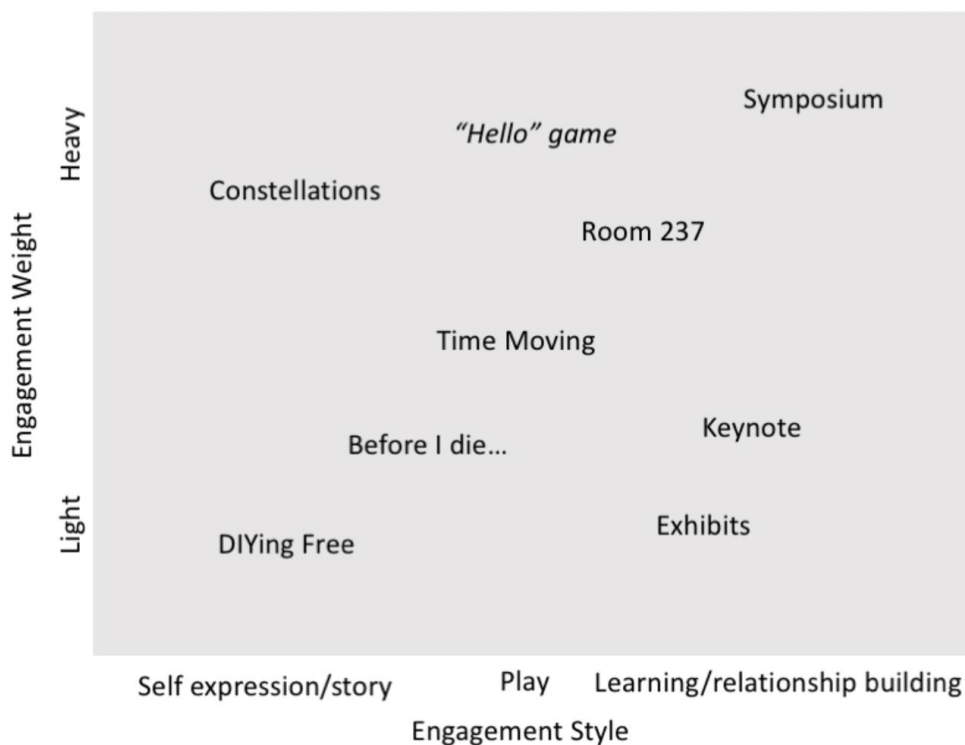 Symposium
“Hello” game
Heavy
Constellations
Room 237
Engagement Weight
Time Moving
Keynote
Before I die...
Light
Exhibits
DIYing Free
Self expression/story
Play
Learning/relationship building
Engagement Style